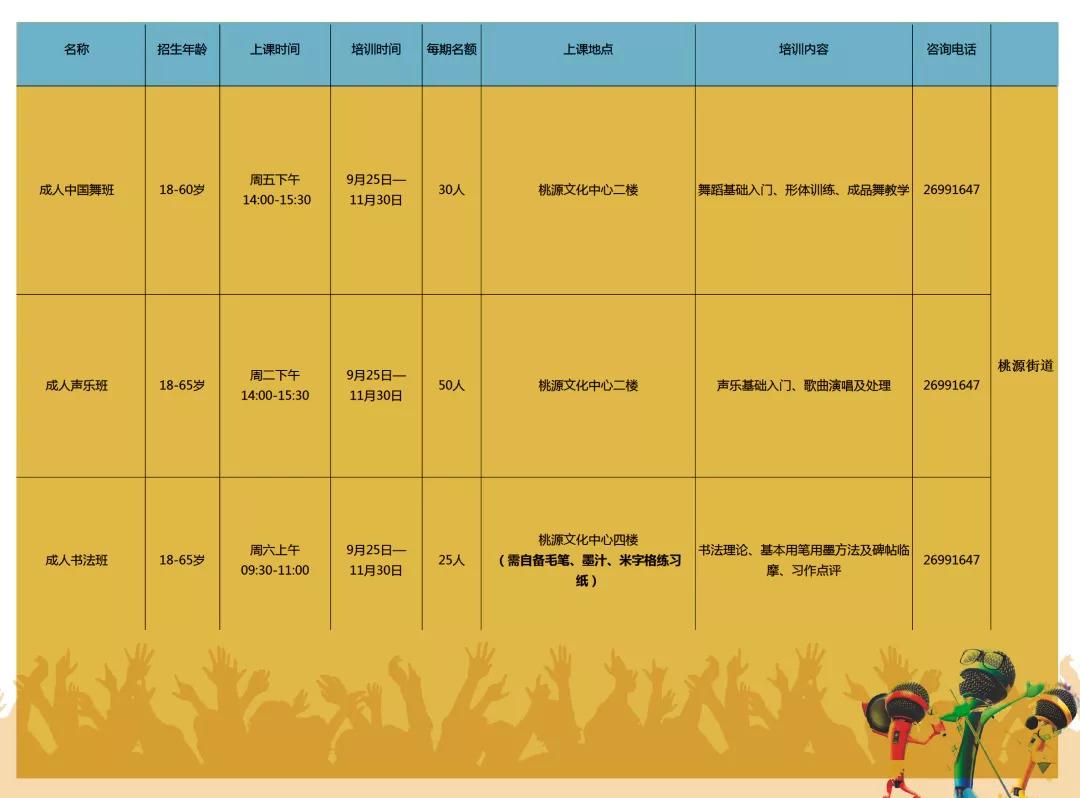 名称 招生年龄 上课时间 培训时间 每期名额 上课地点 培训内容 咨询电话
成人中国舞班 18-60岁 周五下午 14:00-15:30 9月25日—11月30日 30人 桃源文化中心二楼 舞蹈基础入门、形体训练、成品舞教学 26991647
成人声乐班 18-65岁 周二下午 14:00-15:30 9月25日—11月30日 50人 桃源文化中心二楼 声乐基础入门、歌曲演唱及处理 26991647
桃源街道
成人书法班 18-65岁 周六上午 09:30-11:00 9月25日—11月30日 25人 桃源文化中心四楼（需自备毛笔、墨汁、米字格练习纸） 书法理论、基本用笔用墨方法及碑帖临摩、习作点评 26991647